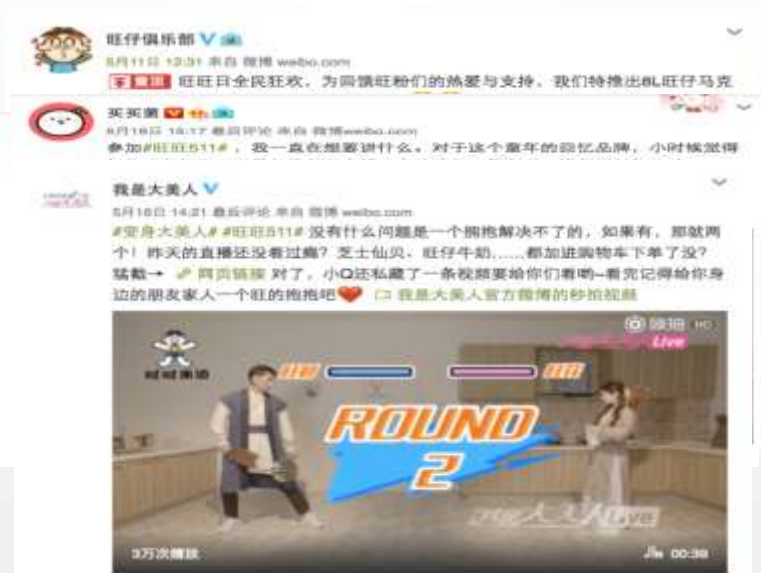 旺仔俱乐部
5月11日 12:31 来自 微博 weibo.com
置顶 旺旺日全民狂欢，为回馈旺粉们的热爱与支持，我们特推出8L旺仔马克
买买菌
5月16日 16:17 最后评论 来自 微博weibo.com
参加#旺旺511#，我一直在想要讲什么。对于这个童年的回忆品牌，小时候觉得
我是大美人
5月16日 14:21 最后评论 来自 微博 weibo.com
#变身大美人# #旺旺511# 没有什么问题是一个拥抱解决不了的，如果有，那就两
个！昨天的直播还没看过瘾？芝士仙贝、旺仔牛奶……都加进购物车下单了没？
猛戳→ 网页链接 对了，小Q还私藏了一条视频要给你们看哟~看完记得给你身
边的朋友家人一个旺的抱抱吧 我是大美人官方微博的秒拍视频
秒拍 HD
Live
ROUND
2
Live
3万次播放
00:39